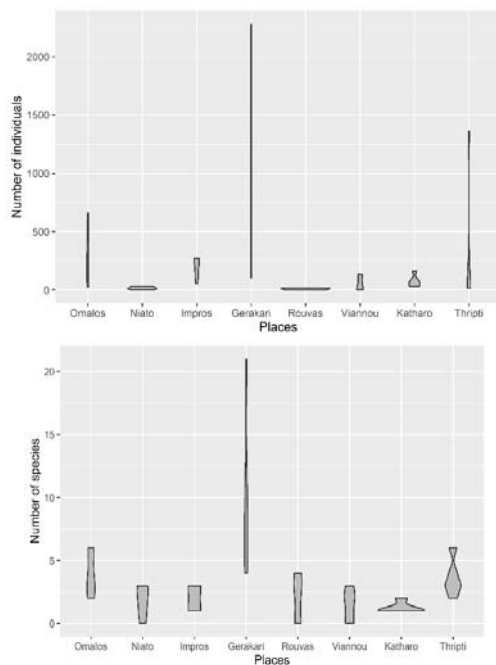 Number of individuals
2000
1500
1000
500
0
Omalos Niato Impros Gerakari Rouvas Viannou Katharo Thripti
Places
Number of species
20
15
10
5
0
Omalos Niato Impros Gerakari Rouvas Viannou Katharo Thripti
Places